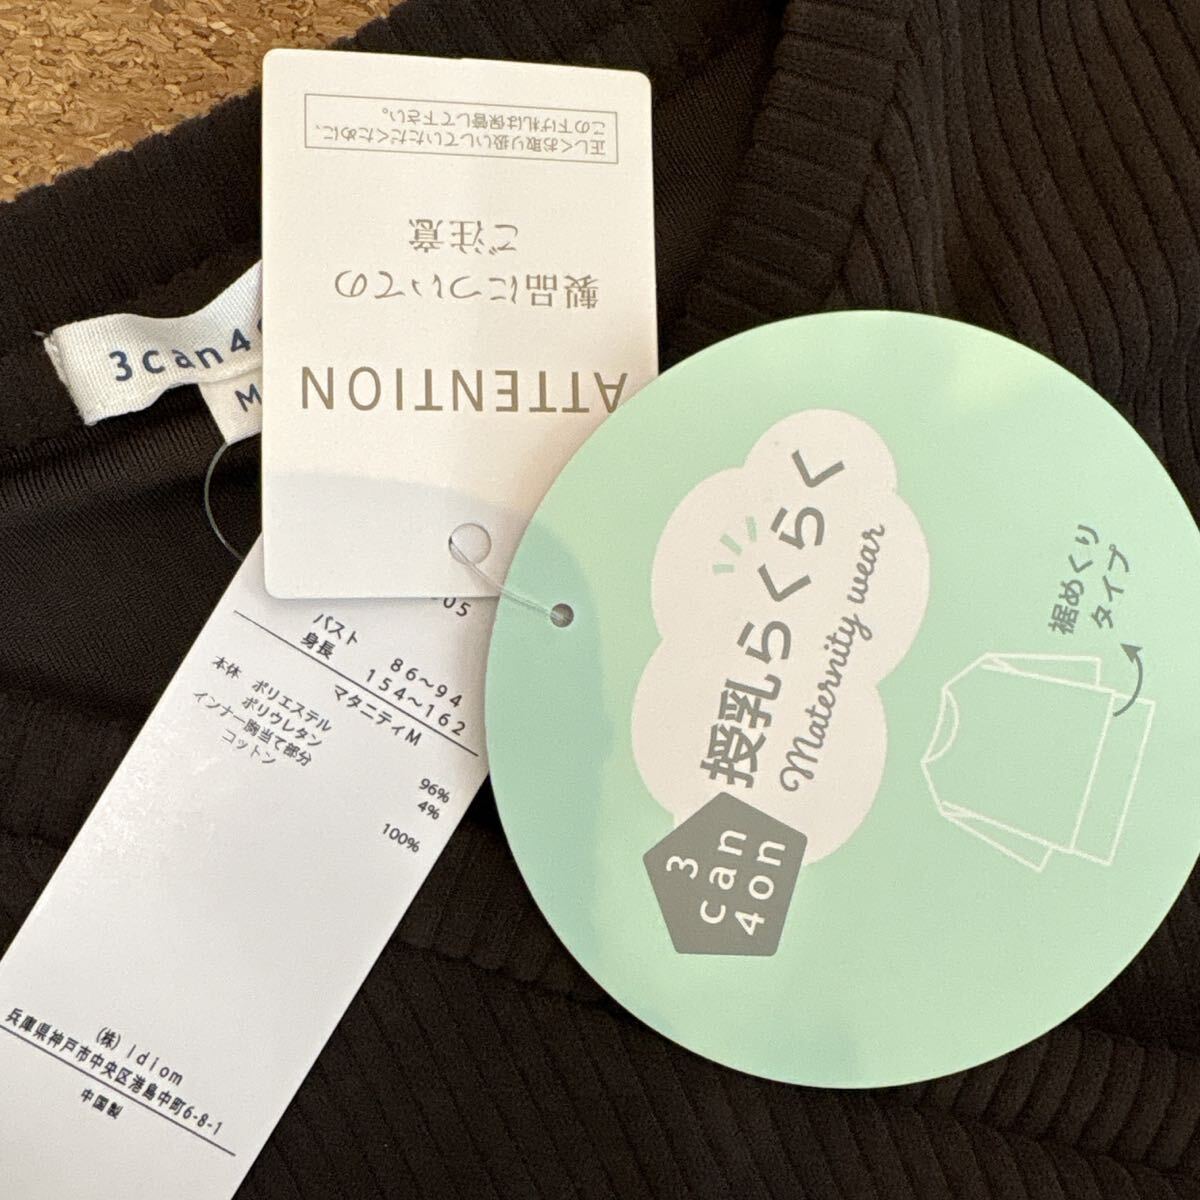 正しくお取り扱いしていただくために、
この下げ札は保管して下さい。
製品についての
ご注意
ATTENTION
3can4
M
05
バスト 86〜94
身長 154〜162
マタニティM
本体 ポリエステル 96%
ポリウレタン 4%
インナー胸当て部分
コットン 100%
(株)Idiom
兵庫県神戸市中央区港島中町6-8-1
中国製
授乳らくらく
Maternity wear
3
can
4on
裾めくり
タイプ